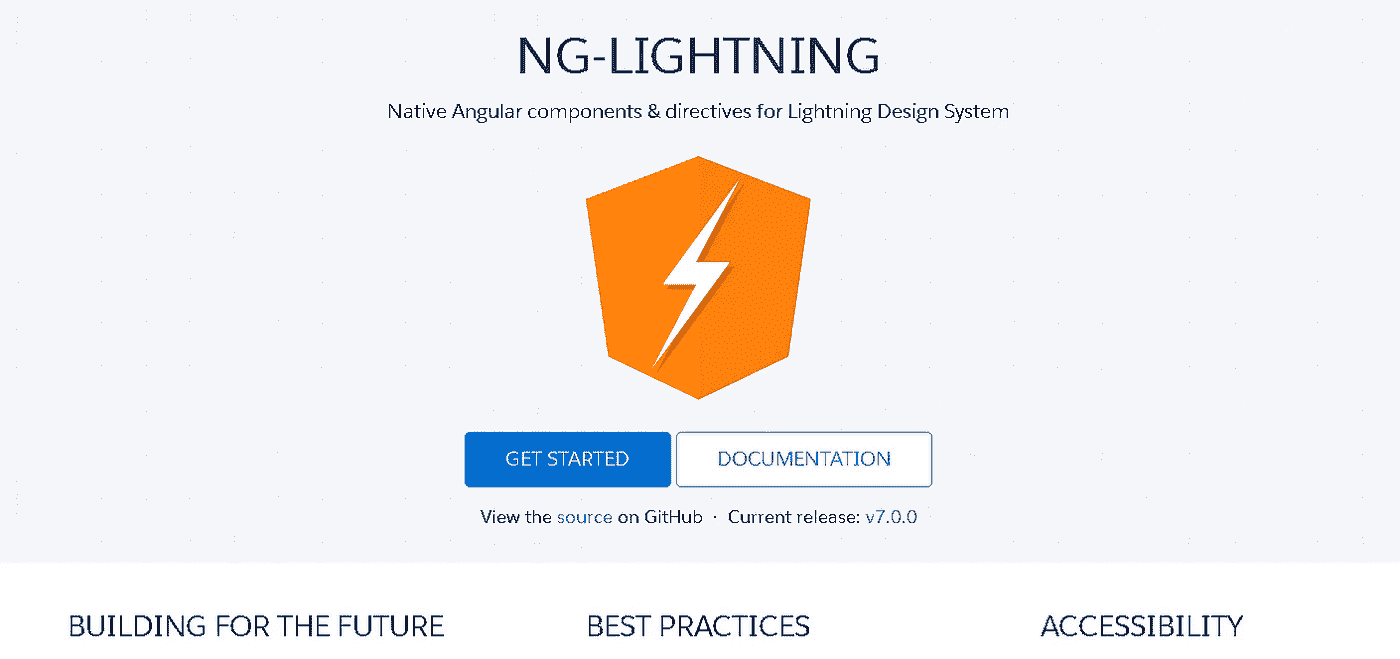 NG-LIGHTNING
Native Angular components & directives for Lightning Design System
GET STARTED
DOCUMENTATION
View the source on GitHub · Current release: v7.0.0
BUILDING FOR THE FUTURE
BEST PRACTICES
ACCESSIBILITY